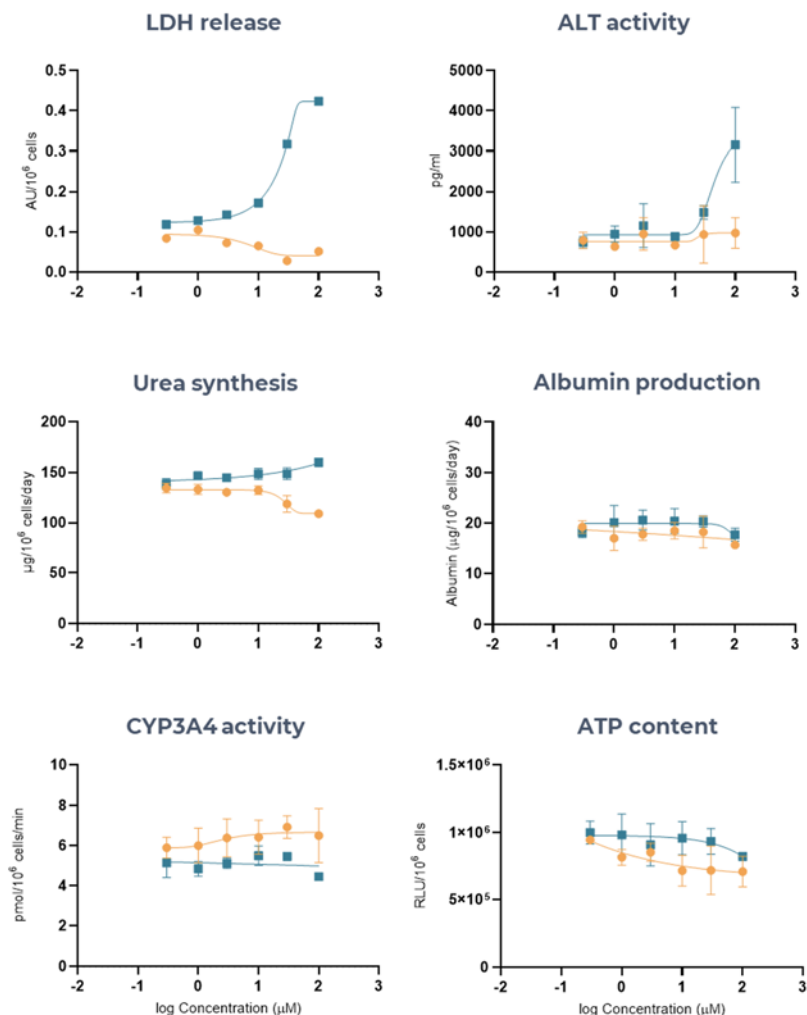 LDH release
0.5
0.4
0.3
0.2
0.1
0.0
AU/10⁶ cells
-2 -1 0 1 2 3
ALT activity
5000
4000
3000
2000
1000
0
pg/ml
-2 -1 0 1 2 3
Urea synthesis
200
150
100
50
0
µg/10⁶ cells/day
-2 -1 0 1 2 3
Albumin production
40
30
20
10
0
Albumin (µg/10⁶ cells/day)
-2 -1 0 1 2 3
CYP3A4 activity
10
8
6
4
2
0
pmol/10⁶ cells/min
-2 -1 0 1 2 3
log Concentration (µM)
ATP content
1.5×10⁶
1×10⁶
5×10⁵
0
RLU/10⁶ cells
-2 -1 0 1 2 3
log Concentration (µM)